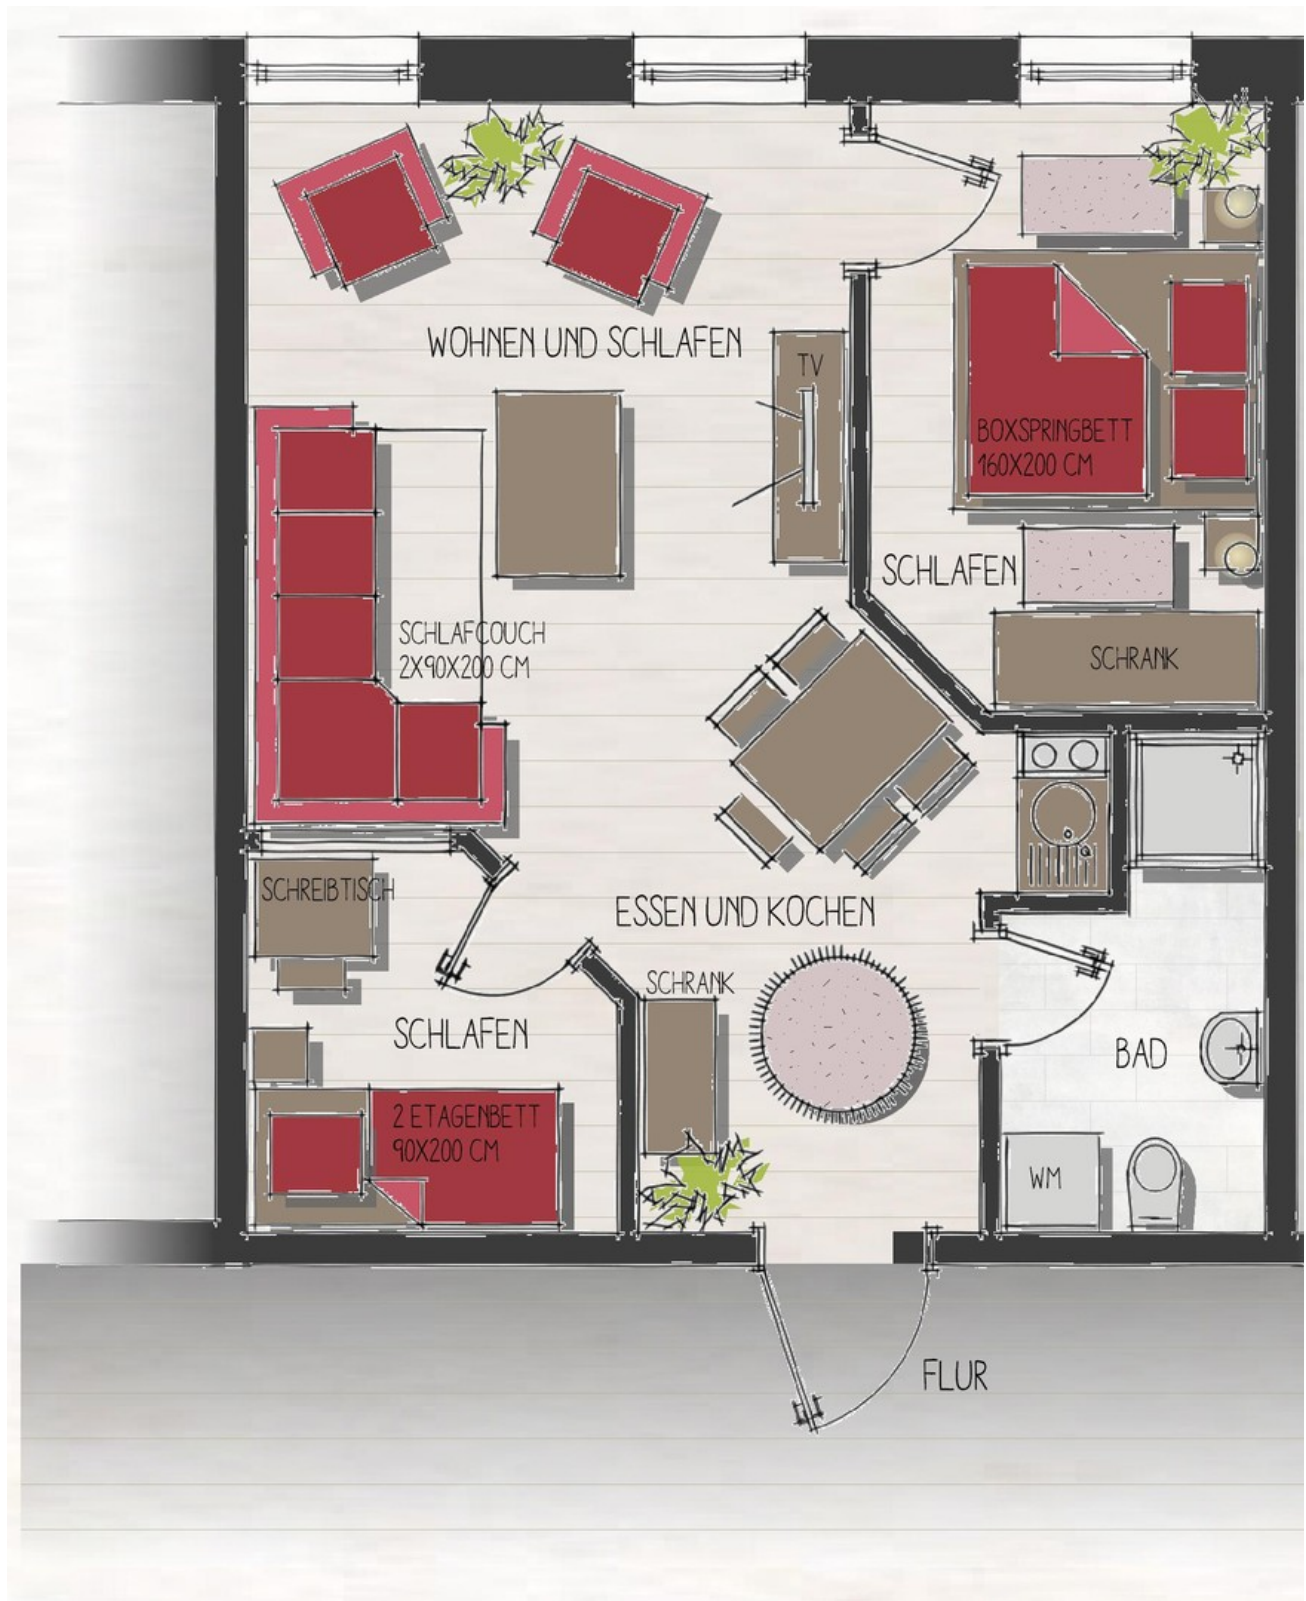 WOHNEN UND SCHLAFEN
TV
BOXSPRINGBETT
160X200 CM
SCHLAFEN
SCHLAFCOUCH
2X90X200 CM
SCHRANK
SCHREIBTISCH
ESSEN UND KOCHEN
SCHRANK
SCHLAFEN
BAD
2 ETAGENBETT
90X200 CM
WM
FLUR